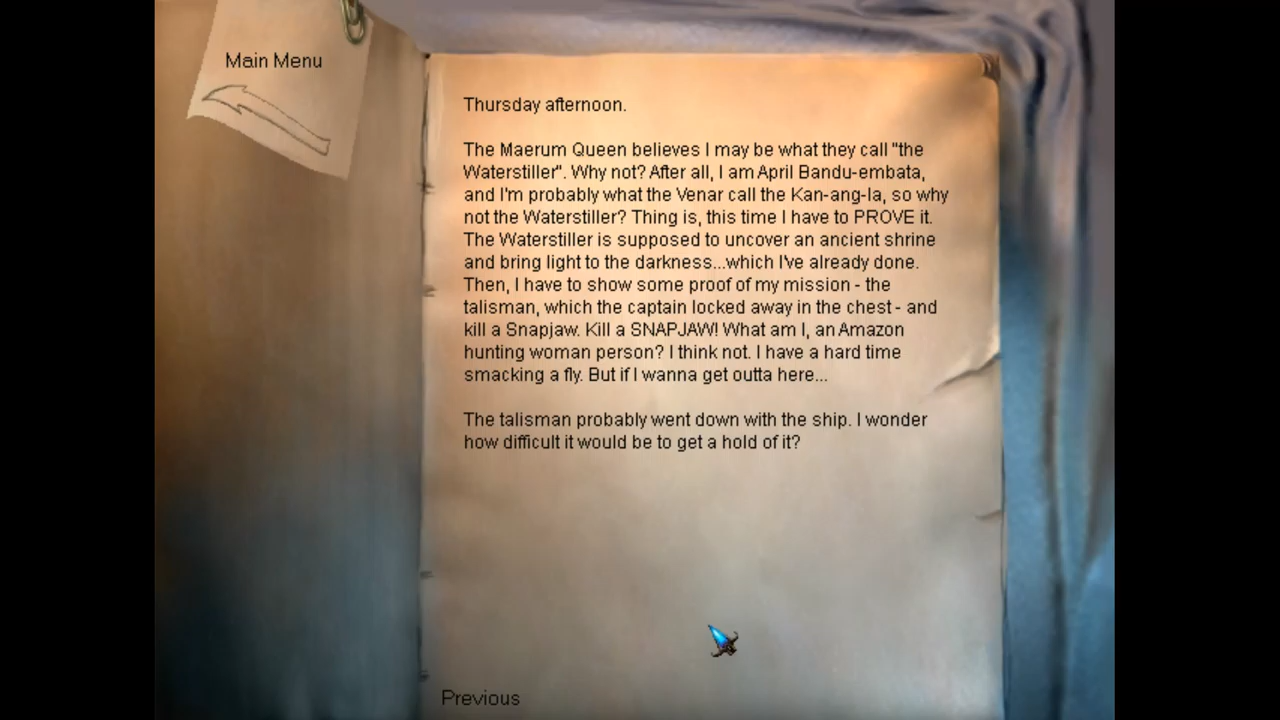 Main Menu
Thursday afternoon.
The Maerum Queen believes I may be what they call "the
Waterstiller". Why not? After all, I am April Bandu-embata,
and I'm probably what the Venar call the Kan-ang-la, so why
not the Waterstiller? Thing is, this time I have to PROVE it.
The Waterstiller is supposed to uncover an ancient shrine
and bring light to the darkness...which I've already done.
Then, I have to show some proof of my mission - the
talisman, which the captain locked away in the chest - and
kill a Snapjaw. Kill a SNAPJAW! What am I, an Amazon
hunting woman person? I think not. I have a hard time
smacking a fly. But if I wanna get outta here...
The talisman probably went down with the ship. I wonder
how difficult it would be to get a hold of it?
Previous